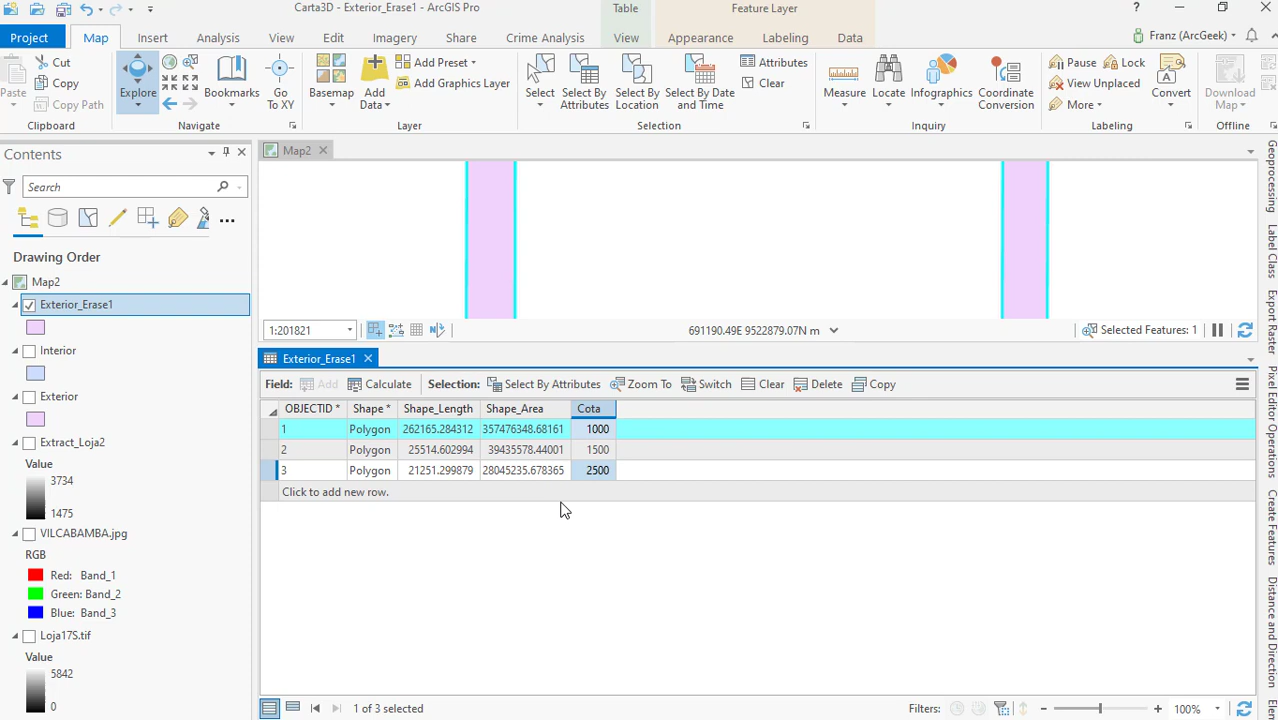 Carta3D - Exterior_Erase1 - ArcGIS Pro
Table
Feature Layer
?
Project Map Insert Analysis View Edit Imagery Share Crime Analysis View Appearance Labeling Data
Franz (ArcGeek)
Paste
Cut
Copy
Copy Path
Clipboard
Explore
Bookmarks
Go
To XY
Navigate
Basemap
Add
Data
Add Preset
Add Graphics Layer
Layer
Select
Select By
Attributes
Select By
Location
Select By Date
and Time
Attributes
Clear
Selection
Measure
Locate
Infographics
Coordinate
Conversion
Inquiry
Pause
Lock
View Unplaced
More
Convert
Labeling
Download
Map
Offline
Contents
Search
Drawing Order
Map2
Exterior_Erase1
Interior
Exterior
Extract_Loja2
Value
3734
1475
VILCABAMBA.jpg
RGB
Red: Band_1
Green: Band_2
Blue: Band_3
Loja17S.tif
Value
5842
0
Map2
1:201821
691190.49E 9522879.07N m
Selected Features: 1
Exterior_Erase1
Field: Add Calculate Selection: Select By Attributes Zoom To Switch Clear Delete Copy
OBJECTID * Shape * Shape_Length Shape_Area Cota
1 Polygon 262165.284312 357476348.68161 1000
2 Polygon 25514.602994 39435578.44001 1500
3 Polygon 21251.299879 28045235.678365 2500
Click to add new row.
1 of 3 selected
Filters:
100%
Geoprocessing
Label Class
Export Raster
Pixel Editor Operations
Create Features
Distance and Direction